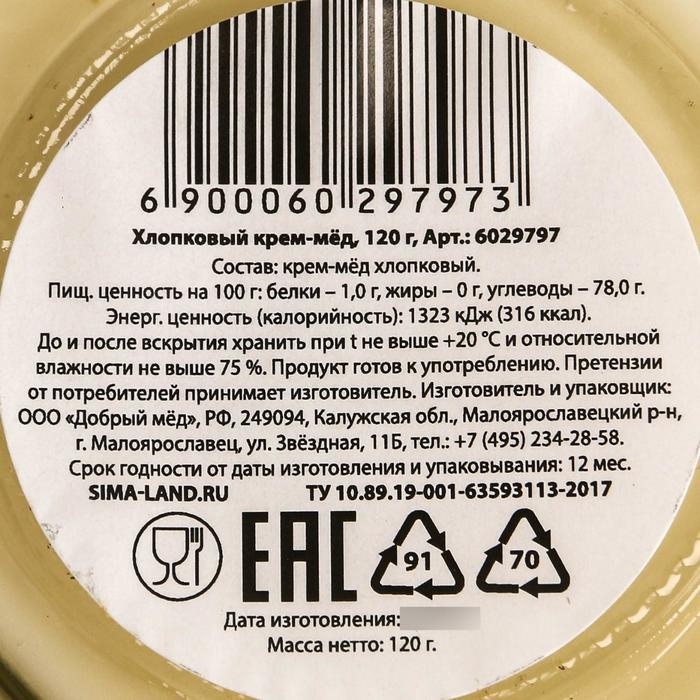 6 900060 297973
Хлопковый крем-мёд, 120 г, Арт.: 6029797
Состав: крем-мёд хлопковый.
Пищ. ценность на 100 г: белки – 1,0 г, жиры – 0 г, углеводы – 78,0 г.
Энерг. ценность (калорийность): 1323 кДж (316 ккал).
До и после вскрытия хранить при t не выше +20 °С и относительной
влажности не выше 75 %. Продукт готов к употреблению. Претензии
от потребителей принимает изготовитель. Изготовитель и упаковщик:
ООО «Добрый мёд», РФ, 249094, Калужская обл., Малоярославецкий р-н,
г. Малоярославец, ул. Звёздная, 11Б, тел.: +7 (495) 234-28-58.
Срок годности от даты изготовления и упаковывания: 12 мес.
SIMA-LAND.RU ТУ 10.89.19-001-63593113-2017
ЕАС 91 70
Дата изготовления:
Масса нетто: 120 г.